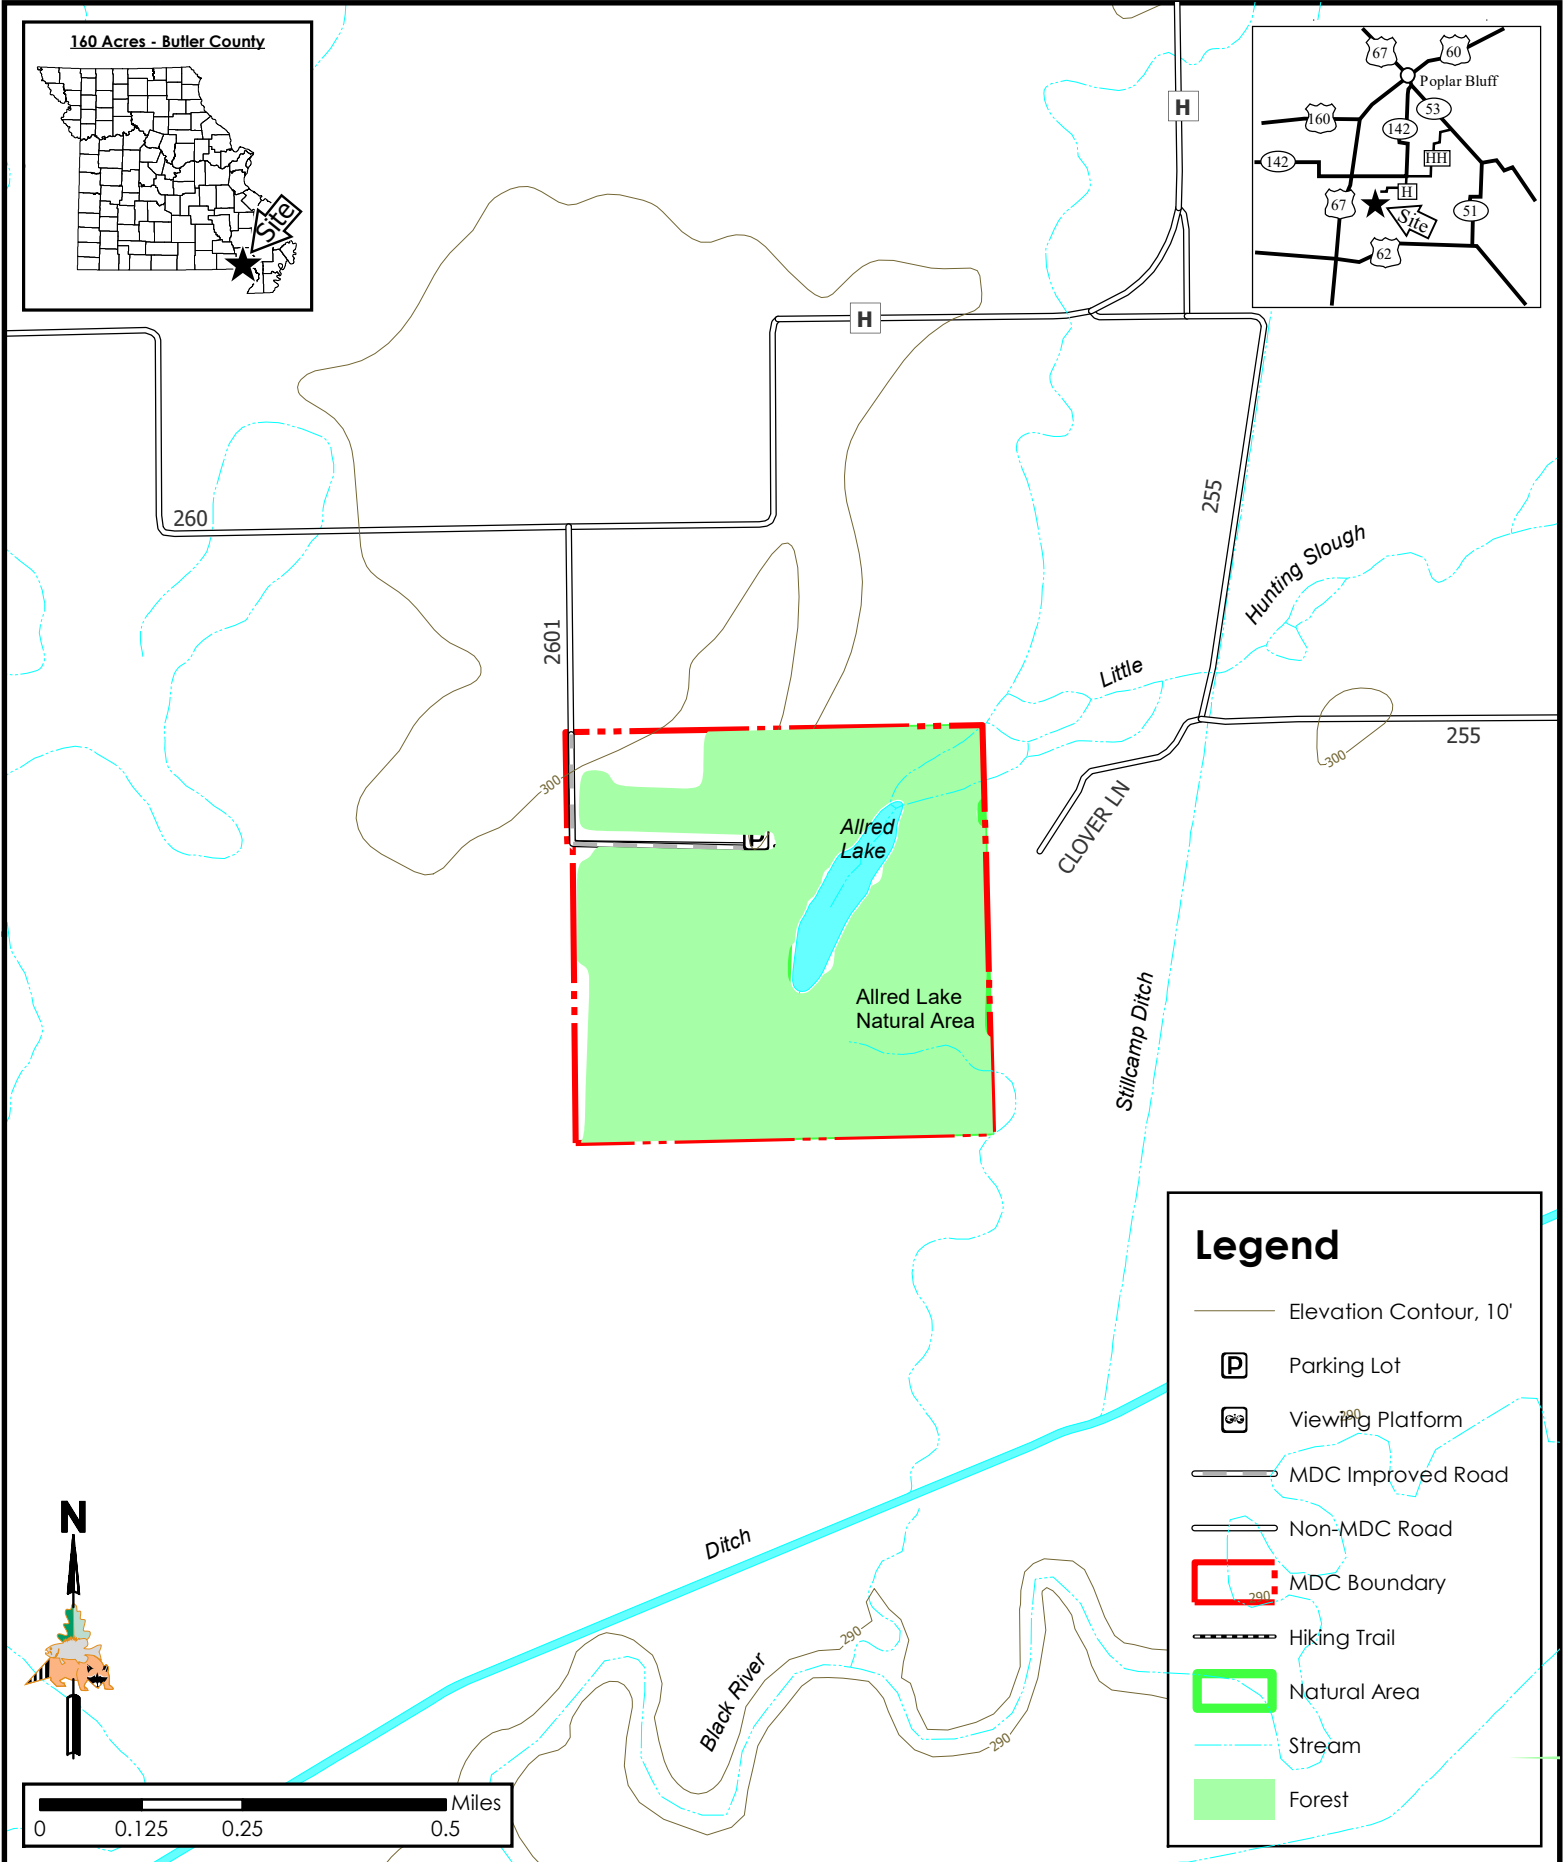 160 Acres - Butler County
Site
67
60
Poplar Bluff
53
160
142
HH
142
H
67
51
Site
62
H
H
260
255
Hunting Slough
2601
Little
255
300
300
CLOVER LN
P
Allred
Lake
Allred Lake
Natural Area
Stillcamp Ditch
Ditch
Black River
290
290
N
Miles
0
0.125
0.25
0.5
Legend
Elevation Contour, 10'
P
Parking Lot
Viewing Platform
290
MDC Improved Road
Non-MDC Road
MDC Boundary
290
Hiking Trail
Natural Area
Stream
Forest